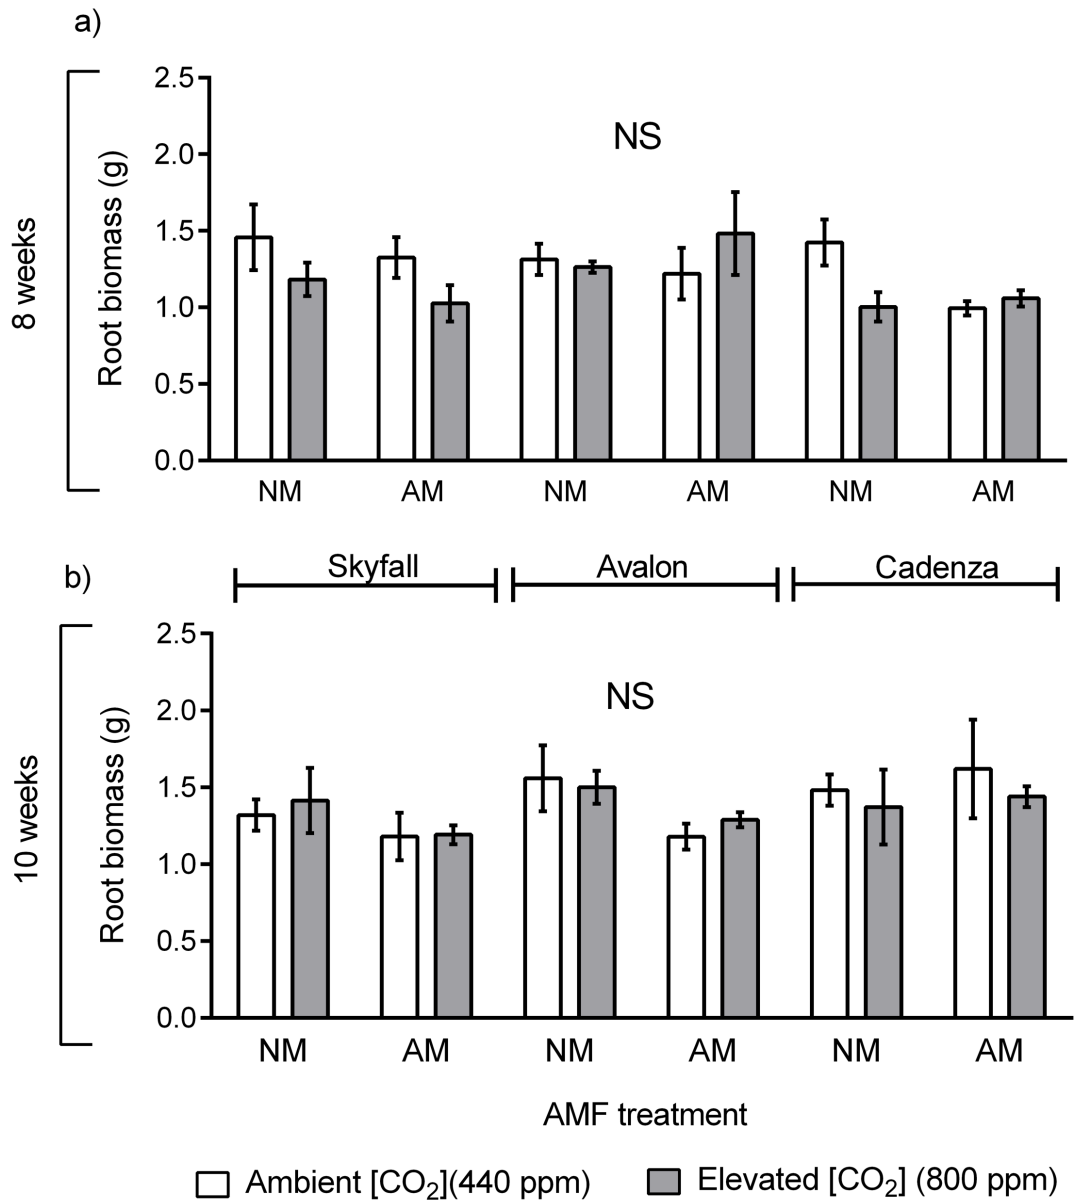 a)
8 weeks
Root biomass (g)
2.5
2.0
1.5
1.0
0.5
0.0
NS
NM AM NM AM NM AM
Skyfall Avalon Cadenza
b)
10 weeks
Root biomass (g)
2.5
2.0
1.5
1.0
0.5
0.0
NS
NM AM NM AM NM AM
AMF treatment
Ambient [CO₂](440 ppm) Elevated [CO₂] (800 ppm)